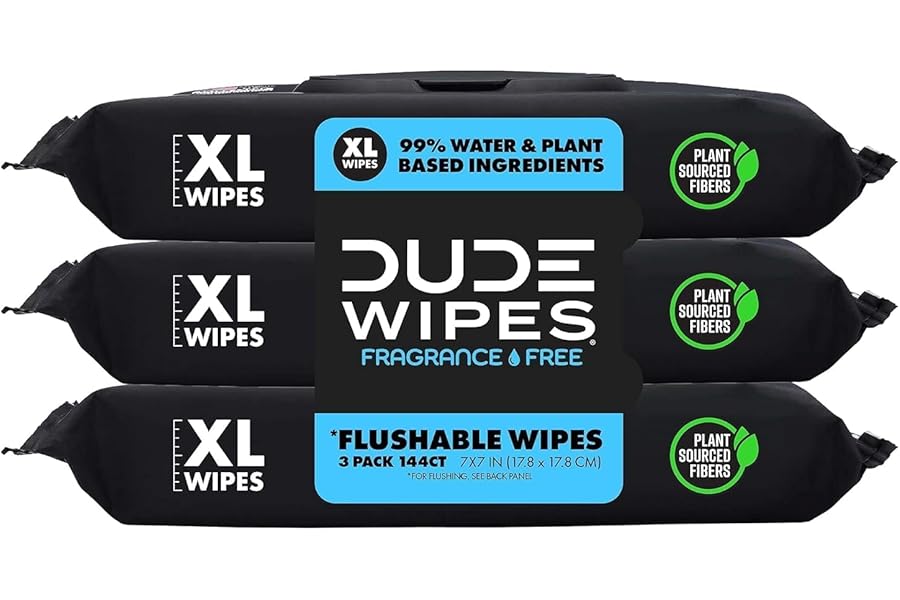 XL
WIPES
XL
WIPES
99% WATER & PLANT
BASED INGREDIENTS
PLANT
SOURCED
FIBERS
DUDE
WIPES®
FRAGRANCE FREE
XL
WIPES
PLANT
SOURCED
FIBERS
*FLUSHABLE WIPES
3 PACK 144CT 7X7 IN (17.8 x 17.8 CM)
*FOR FLUSHING, SEE BACK PANEL
XL
WIPES
PLANT
SOURCED
FIBERS